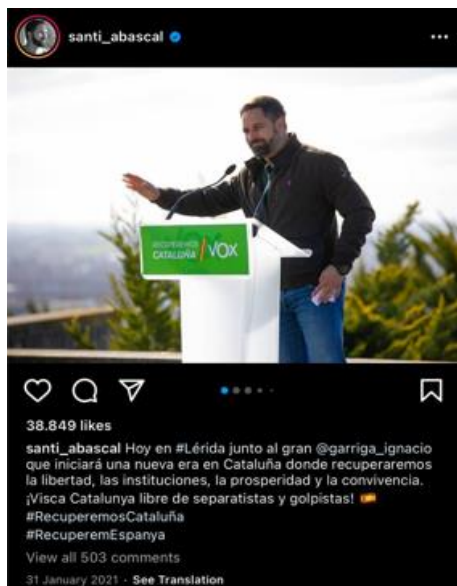 santi_abascal
RECUPEREMOS
CATALUÑA VOX
38.849 likes
santi_abascal Hoy en #Lérida junto al gran @garriga_ignacio
que iniciará una nueva era en Cataluña donde recuperaremos
la libertad, las instituciones, la prosperidad y la convivencia.
¡Visca Catalunya libre de separatistas y golpistas! 🇪🇸
#RecuperemosCataluña
#RecuperemEspanya
View all 503 comments
31 January 2021 · See Translation